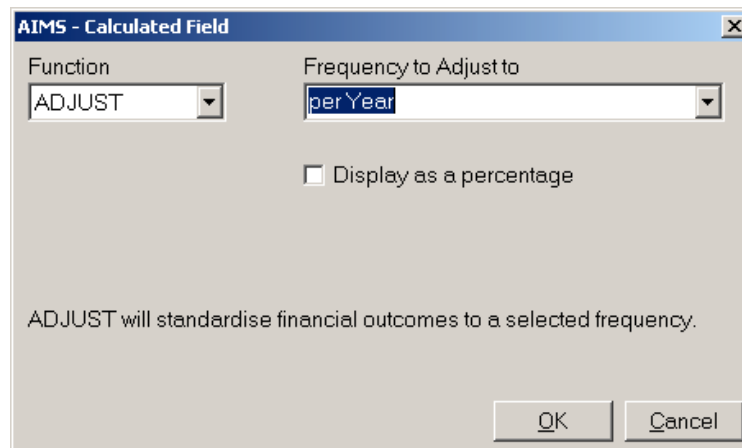 AIMS - Calculated Field
Function
Frequency to Adjust to
ADJUST
per Year
Display as a percentage
ADJUST will standardise financial outcomes to a selected frequency.
OK
Cancel